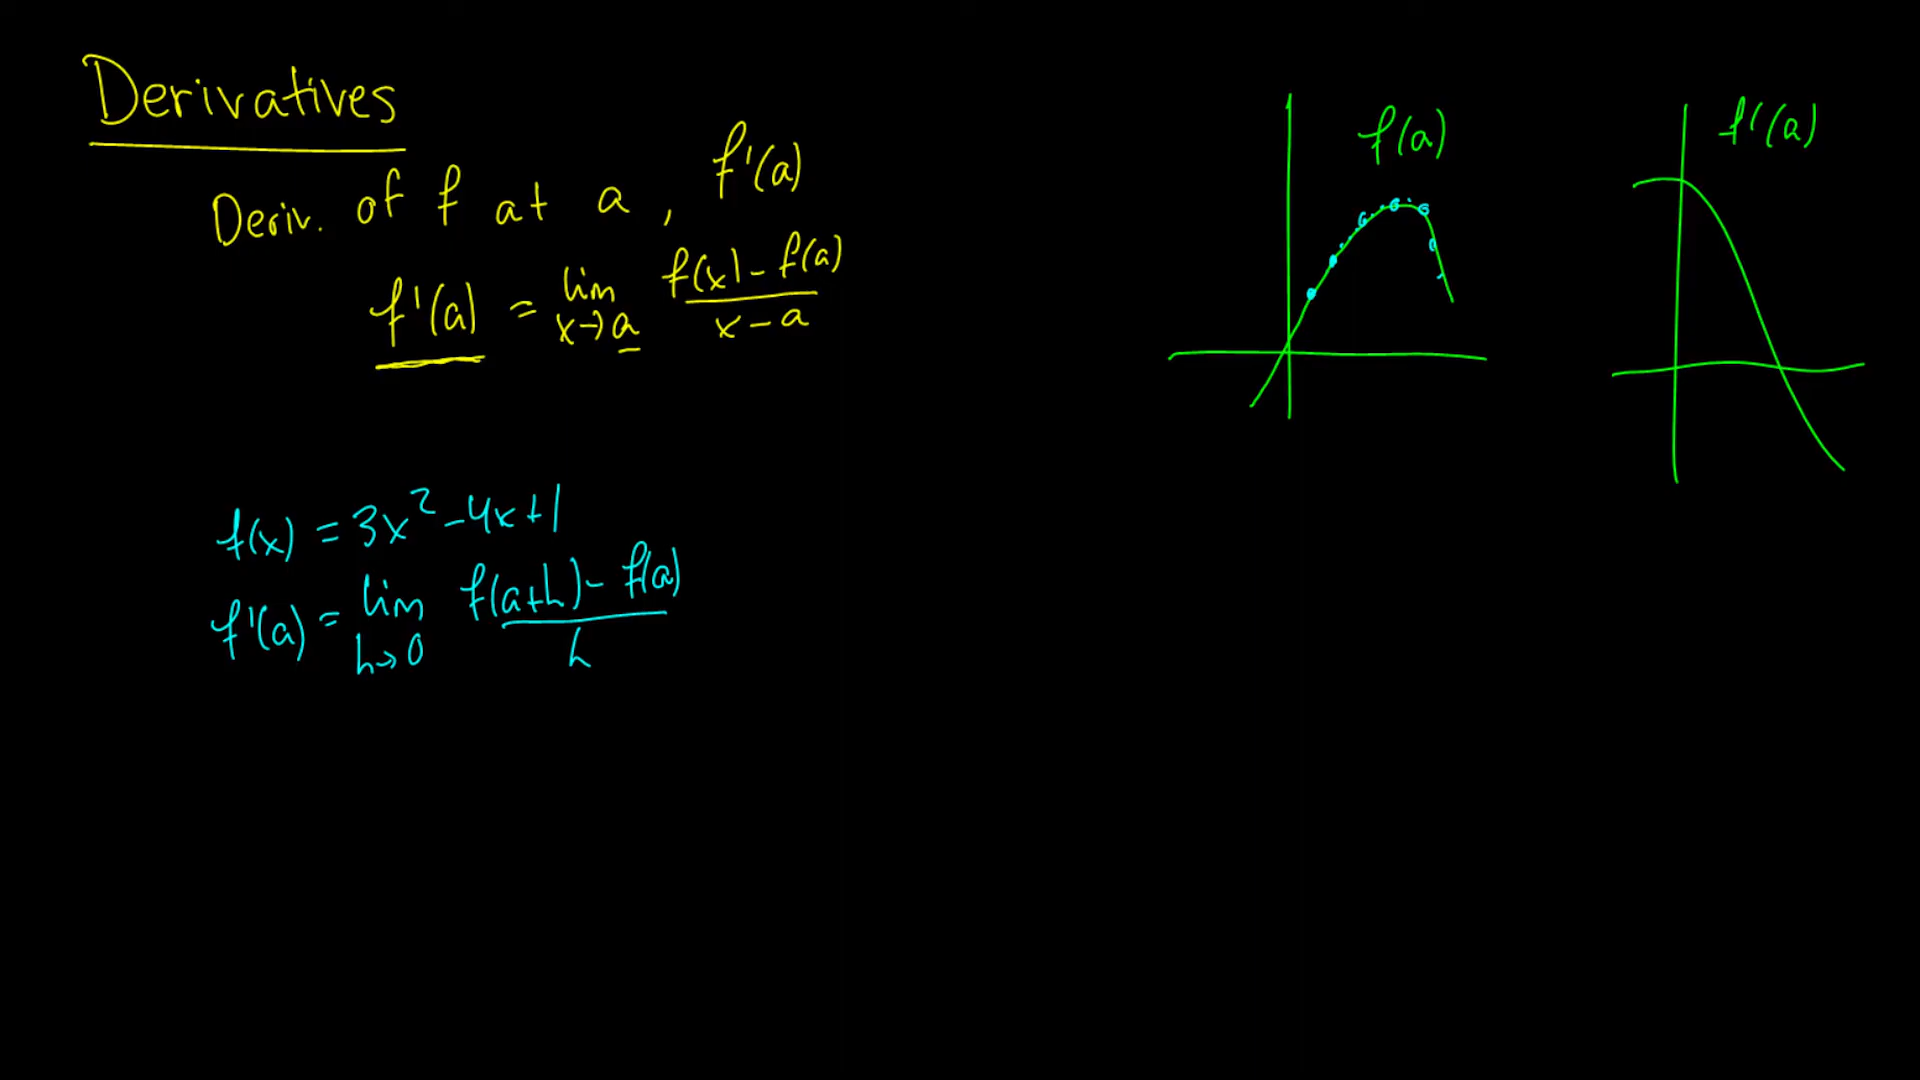 Derivatives
Deriv. of f at a, f'(a)
f'(a) = lim x→a f(x) - f(a) / x - a
f(x) = 3x² - 4x + 1
f'(a) = lim h→0 f(a+h) - f(a) / h
f(a)
f'(a)